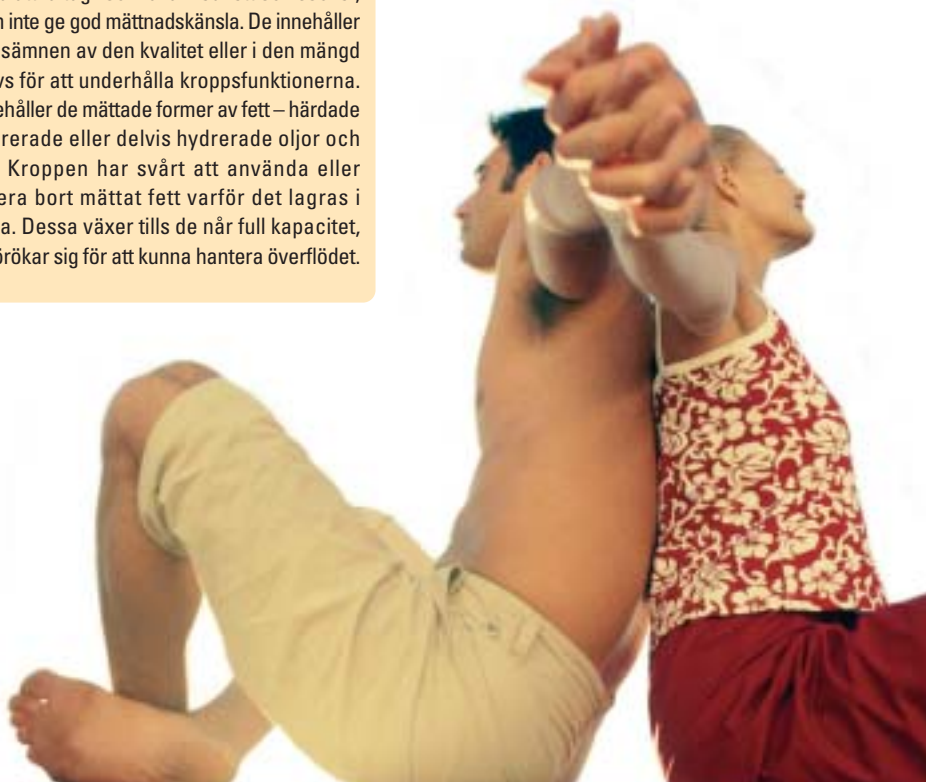 n inte ge god mättnadskänsla. De innehåller
sämnen av den kvalitet eller i den mängd
vs för att underhålla kroppsfunktionerna.
ehåller de mättade former av fett – härdade
rerade eller delvis hydrerade oljor och
Kroppen har svårt att använda eller
era bort mättat fett varför det lagras i
a. Dessa växer tills de når full kapacitet,
örökar sig för att kunna hantera överflödet.